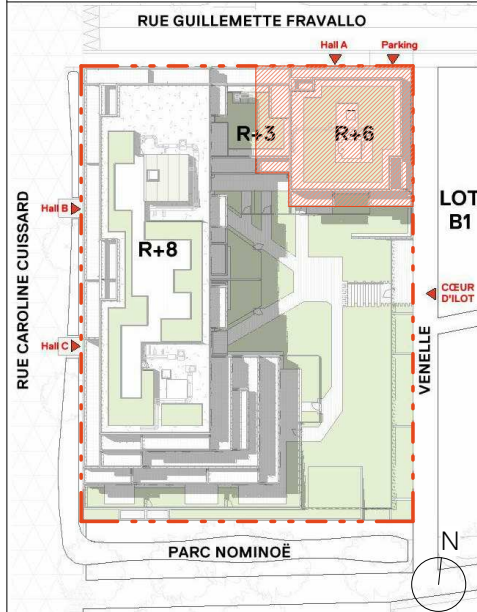 RUE GUILLEMETTE FRAVALLO
Hall A
Parking
R+3
R+6
LOT
B1
Hall B
R+8
RUE CAROLINE CUISSARD
CŒUR
D'ILOT
Hall C
VENELLE
PARC NOMINOË
N